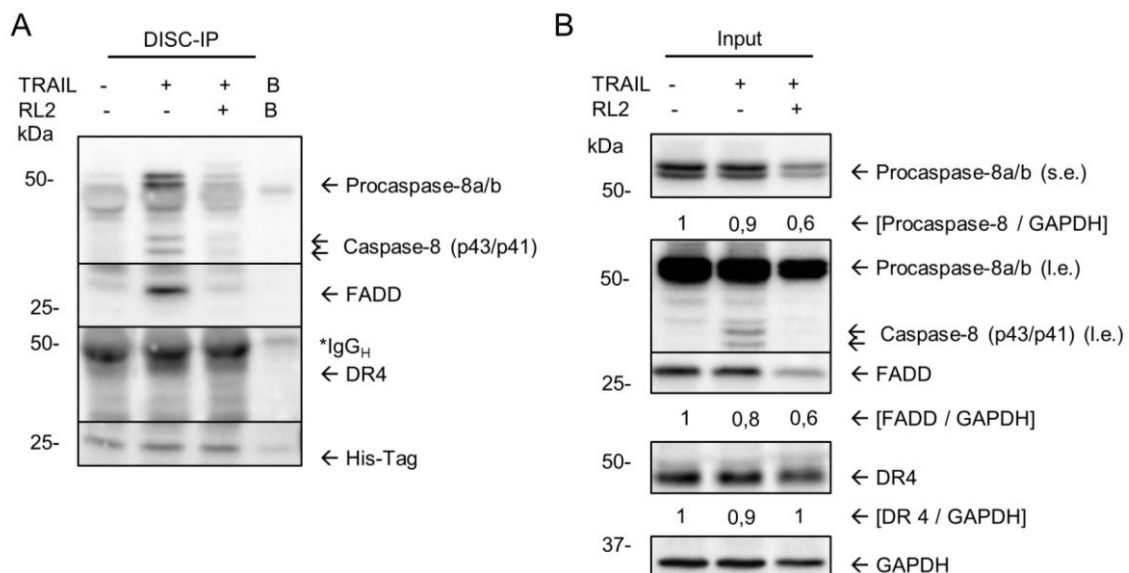 A
DISC-IP
TRAIL - + + B
RL2 - - + B
kDa
50-
← Procaspase-8a/b
← Caspase-8 (p43/p41)
←
25-
← FADD
50-
*IgGH
← DR4
25-
← His-Tag
B
Input
TRAIL - + +
RL2 - - +
kDa
← Procaspase-8a/b (s.e.)
50-
1 0,9 0,6 ← [Procaspase-8 / GAPDH]
50-
← Procaspase-8a/b (l.e.)
← Caspase-8 (p43/p41) (l.e.)
←
25-
← FADD
1 0,8 0,6 ← [FADD / GAPDH]
50-
← DR4
1 0,9 1 ← [DR 4 / GAPDH]
37-
← GAPDH